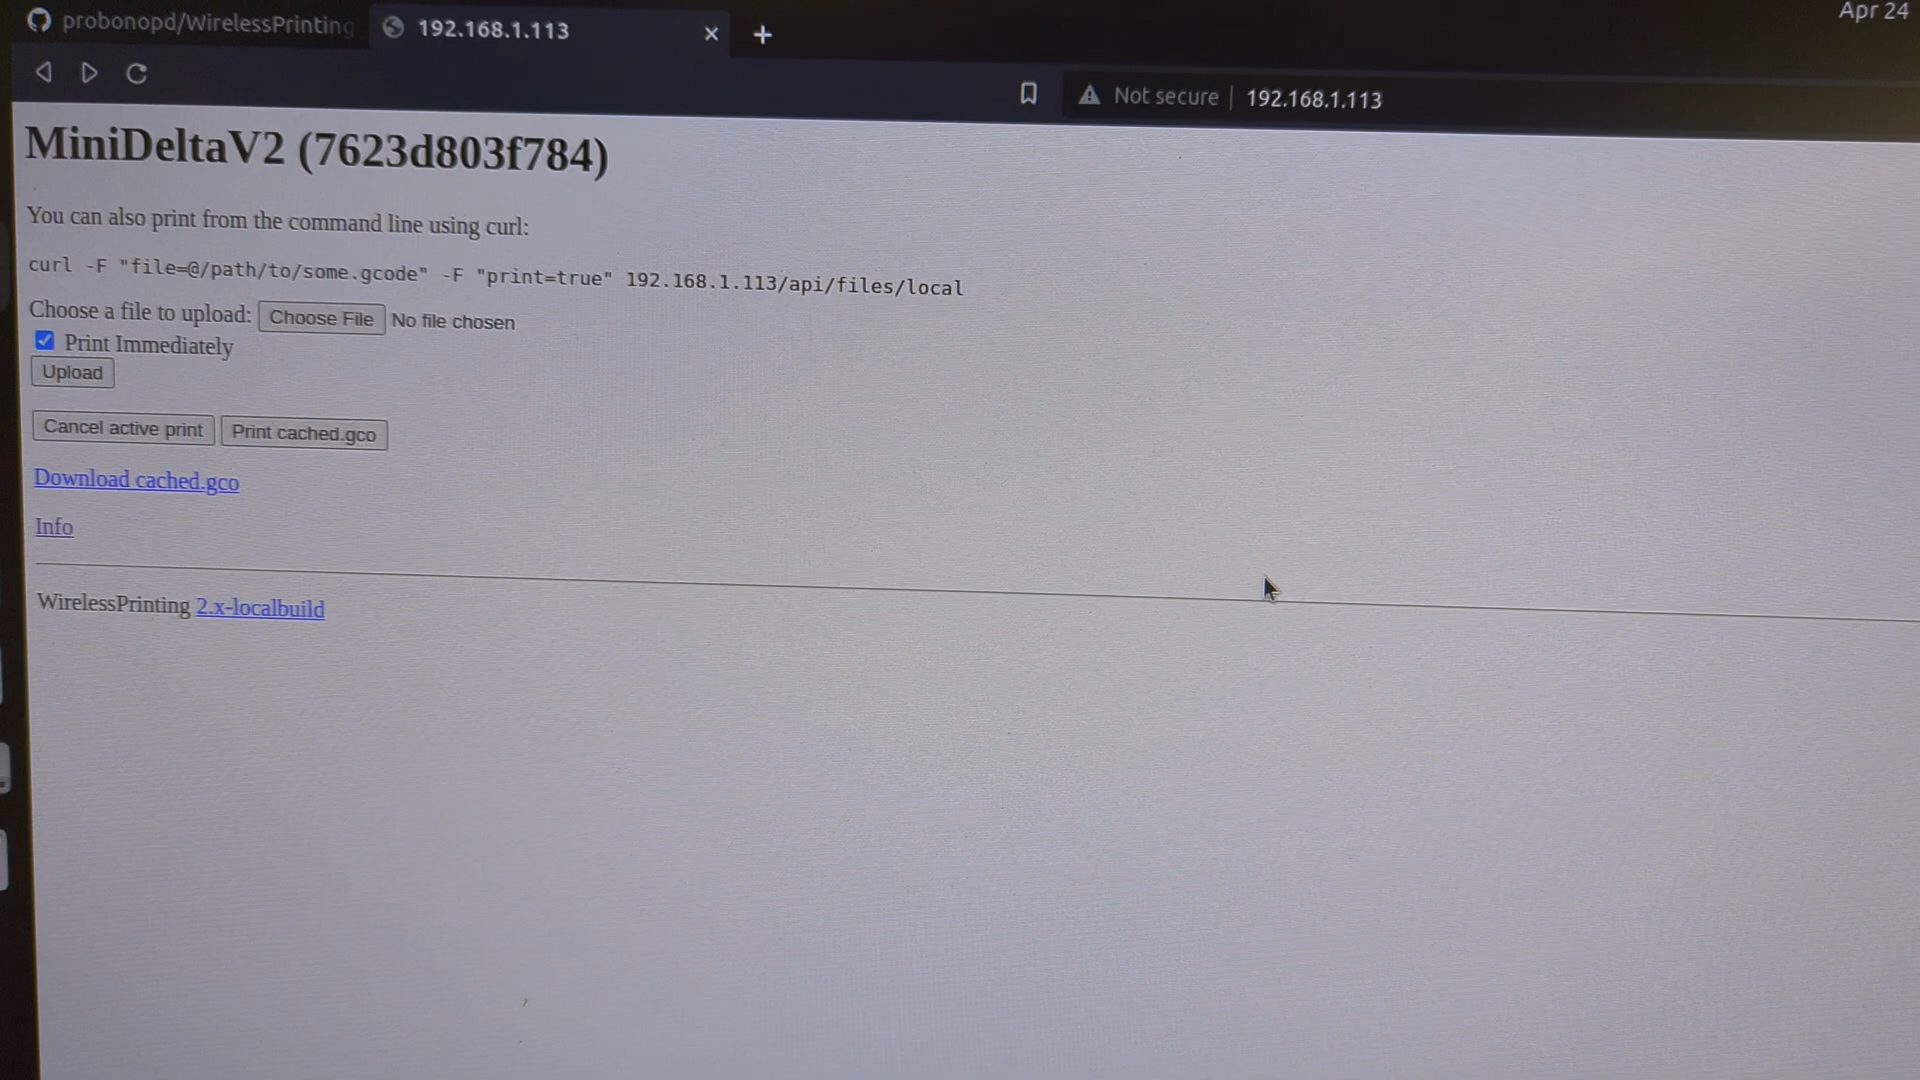 probonopd/WirelessPrinting
192.168.1.113
Apr 24
Not secure | 192.168.1.113
MiniDeltaV2 (7623d803f784)
You can also print from the command line using curl:
curl -F "file=@/path/to/some.gcode" -F "print=true" 192.168.1.113/api/files/local
Choose a file to upload: Choose File No file chosen
Print Immediately
Upload
Cancel active print Print cached.gco
Download cached.gco
Info
WirelessPrinting 2.x-localbuild